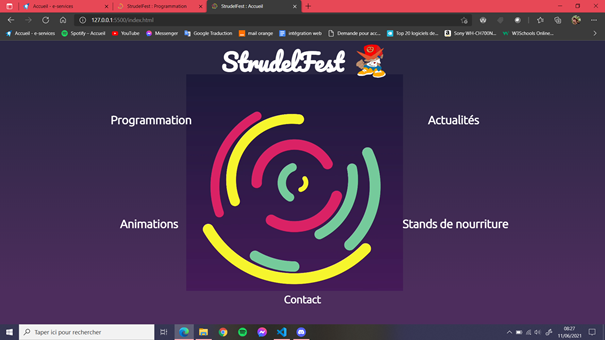 Accueil - e-services
StrudelFest : Programmation
StrudelFest : Accueil
127.0.0.1:5500/index.html
Accueil - e-services
Spotify – Accueil
YouTube
Messenger
Google Traduction
mail orange
intégration web
Demande pour acc...
Top 20 logiciels de...
Sony WH-CH700N...
W3Schools Online...
StrudelFest
Programmation
Actualités
Animations
Stands de nourriture
Contact
Taper ici pour rechercher
08:27
11/06/2021